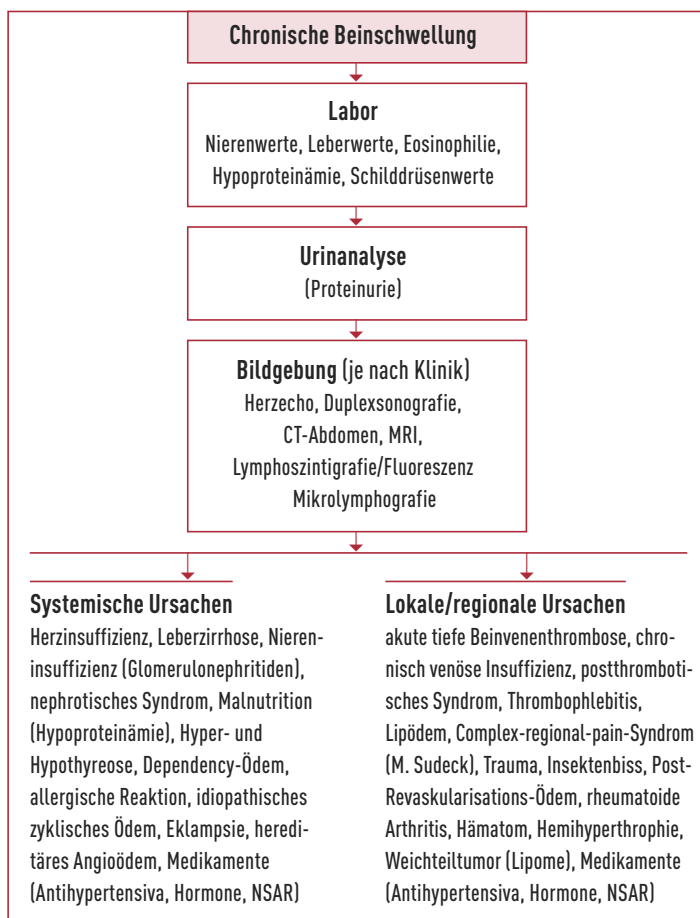 Chronische Beinschwellung
Labor
Nierenwerte, Leberwerte, Eosinophilie,
Hypoproteinämie, Schilddrüsenwerte
Urinanalyse
(Proteinurie)
Bildgebung (je nach Klinik)
Herzecho, Duplexsonografie,
CT-Abdomen, MRI,
Lymphoszintigrafie/Fluoreszenz
Mikrolymphografie
Systemische Ursachen
Herzinsuffizienz, Leberzirrhose, Nieren-
insuffizienz (Glomerulonephritiden),
nephrotisches Syndrom, Malnutrition
(Hypoproteinämie), Hyper- und
Hypothyreose, Dependency-Ödem,
allergische Reaktion, idiopathisches
zyklisches Ödem, Eklampsie, heredi-
täres Angioödem, Medikamente
(Antihypertensiva, Hormone, NSAR)
Lokale/regionale Ursachen
akute tiefe Beinvenenthrombose, chro-
nisch venöse Insuffizienz, postthromboti-
sches Syndrom, Thrombophlebitis,
Lipödem, Complex-regional-pain-Syndrom
(M. Sudeck), Trauma, Insektenbiss, Post-
Revaskularisations-Ödem, rheumatoide
Arthritis, Hämatom, Hemihyperthrophie,
Weichteiltumor (Lipome), Medikamente
(Antihypertensiva, Hormone, NSAR)